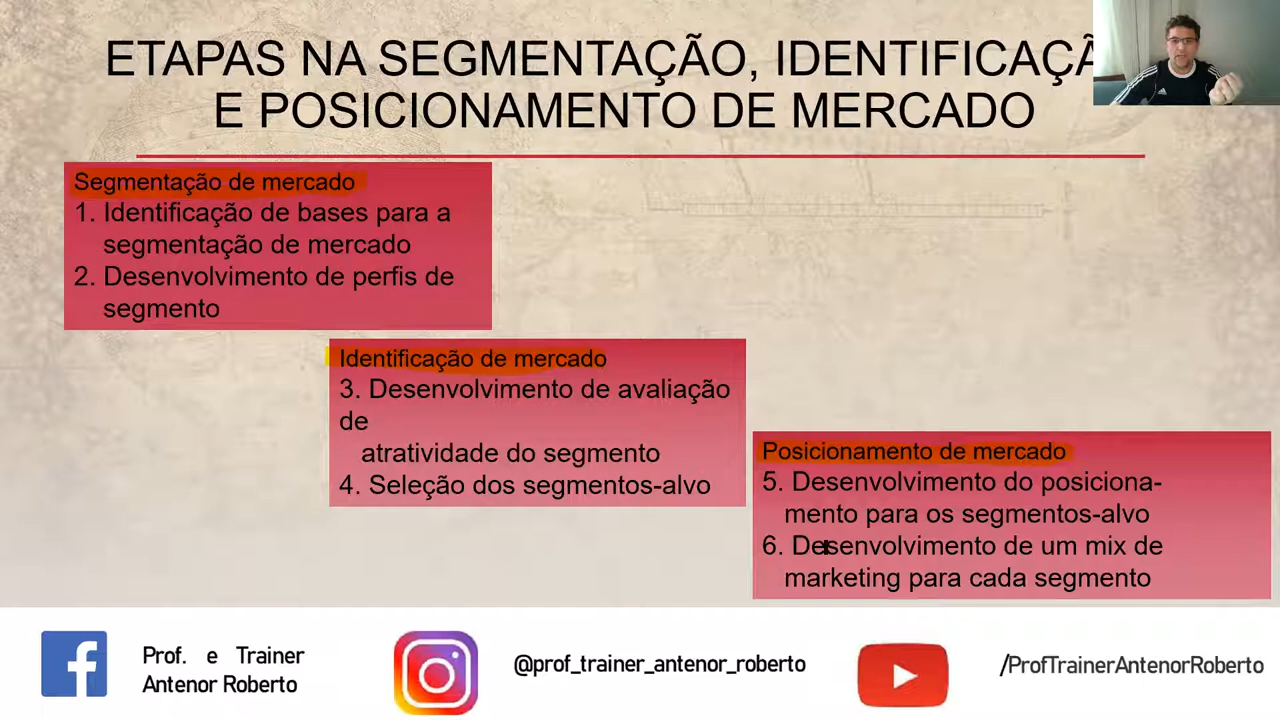 ETAPAS NA SEGMENTAÇÃO, IDENTIFICAÇÃ
E POSICIONAMENTO DE MERCADO
Segmentação de mercado
1. Identificação de bases para a
segmentação de mercado
2. Desenvolvimento de perfis de
segmento
Identificação de mercado
3. Desenvolvimento de avaliação
de
atratividade do segmento
4. Seleção dos segmentos-alvo
Posicionamento de mercado
5. Desenvolvimento do posiciona-
mento para os segmentos-alvo
6. Desenvolvimento de um mix de
marketing para cada segmento
Prof. e Trainer
Antenor Roberto
@prof_trainer_antenor_roberto
/ProfTrainerAntenorRoberto